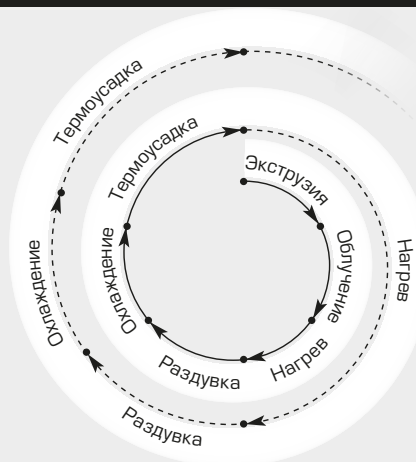 Экструзия
Облучение
Нагрев
Раздувка
Охлаждение
Термоусадка
Нагрев
Раздувка
Охлаждение
Термоусадка